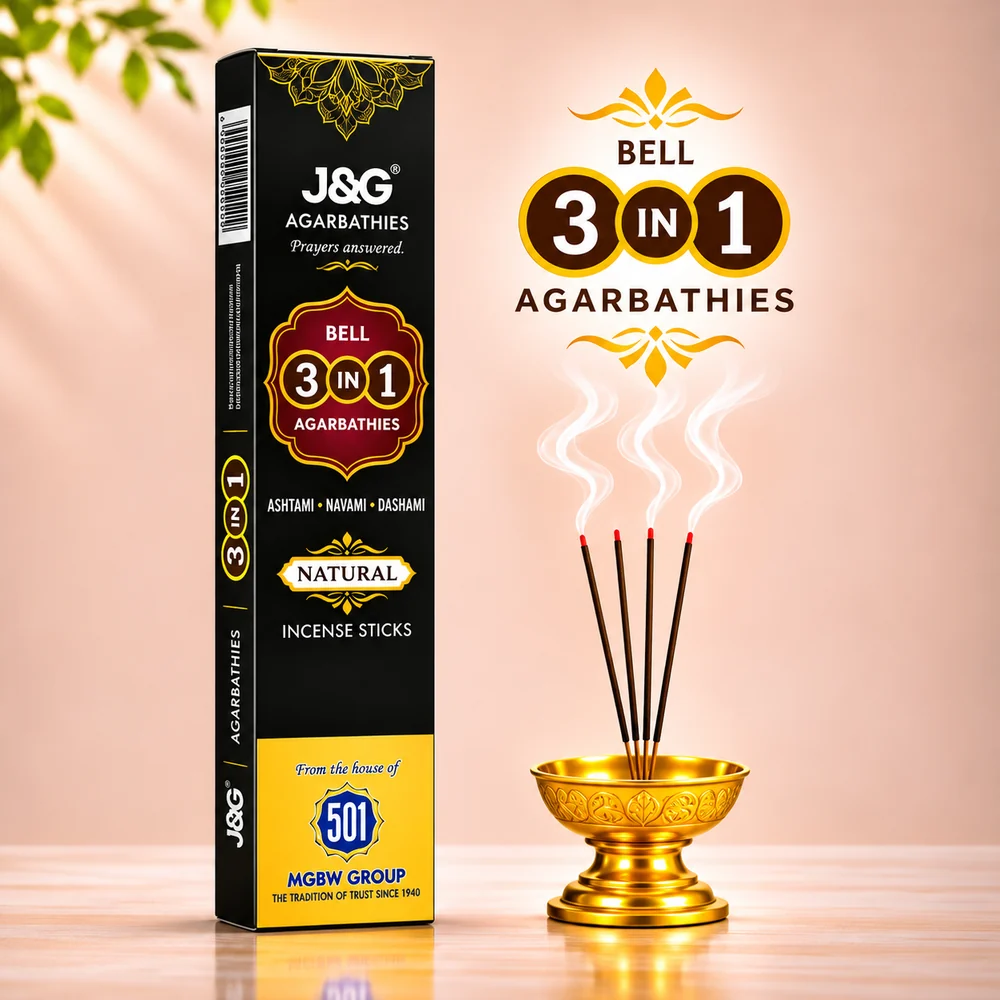 J&G®
AGARBATHIES
Prayers answered.
BELL
3 IN 1
AGARBATHIES
ASHTAMI • NAVAMI • DASHAMI
NATURAL
INCENSE STICKS
From the house of
501
MGBW GROUP
THE TRADITION OF TRUST SINCE 1940
3 IN 1
AGARBATHIES
J&G®
BELL
3 IN 1
AGARBATHIES